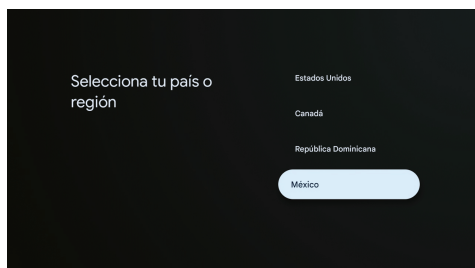 Selecciona tu país o
región
Estados Unidos
Canadá
República Dominicana
México